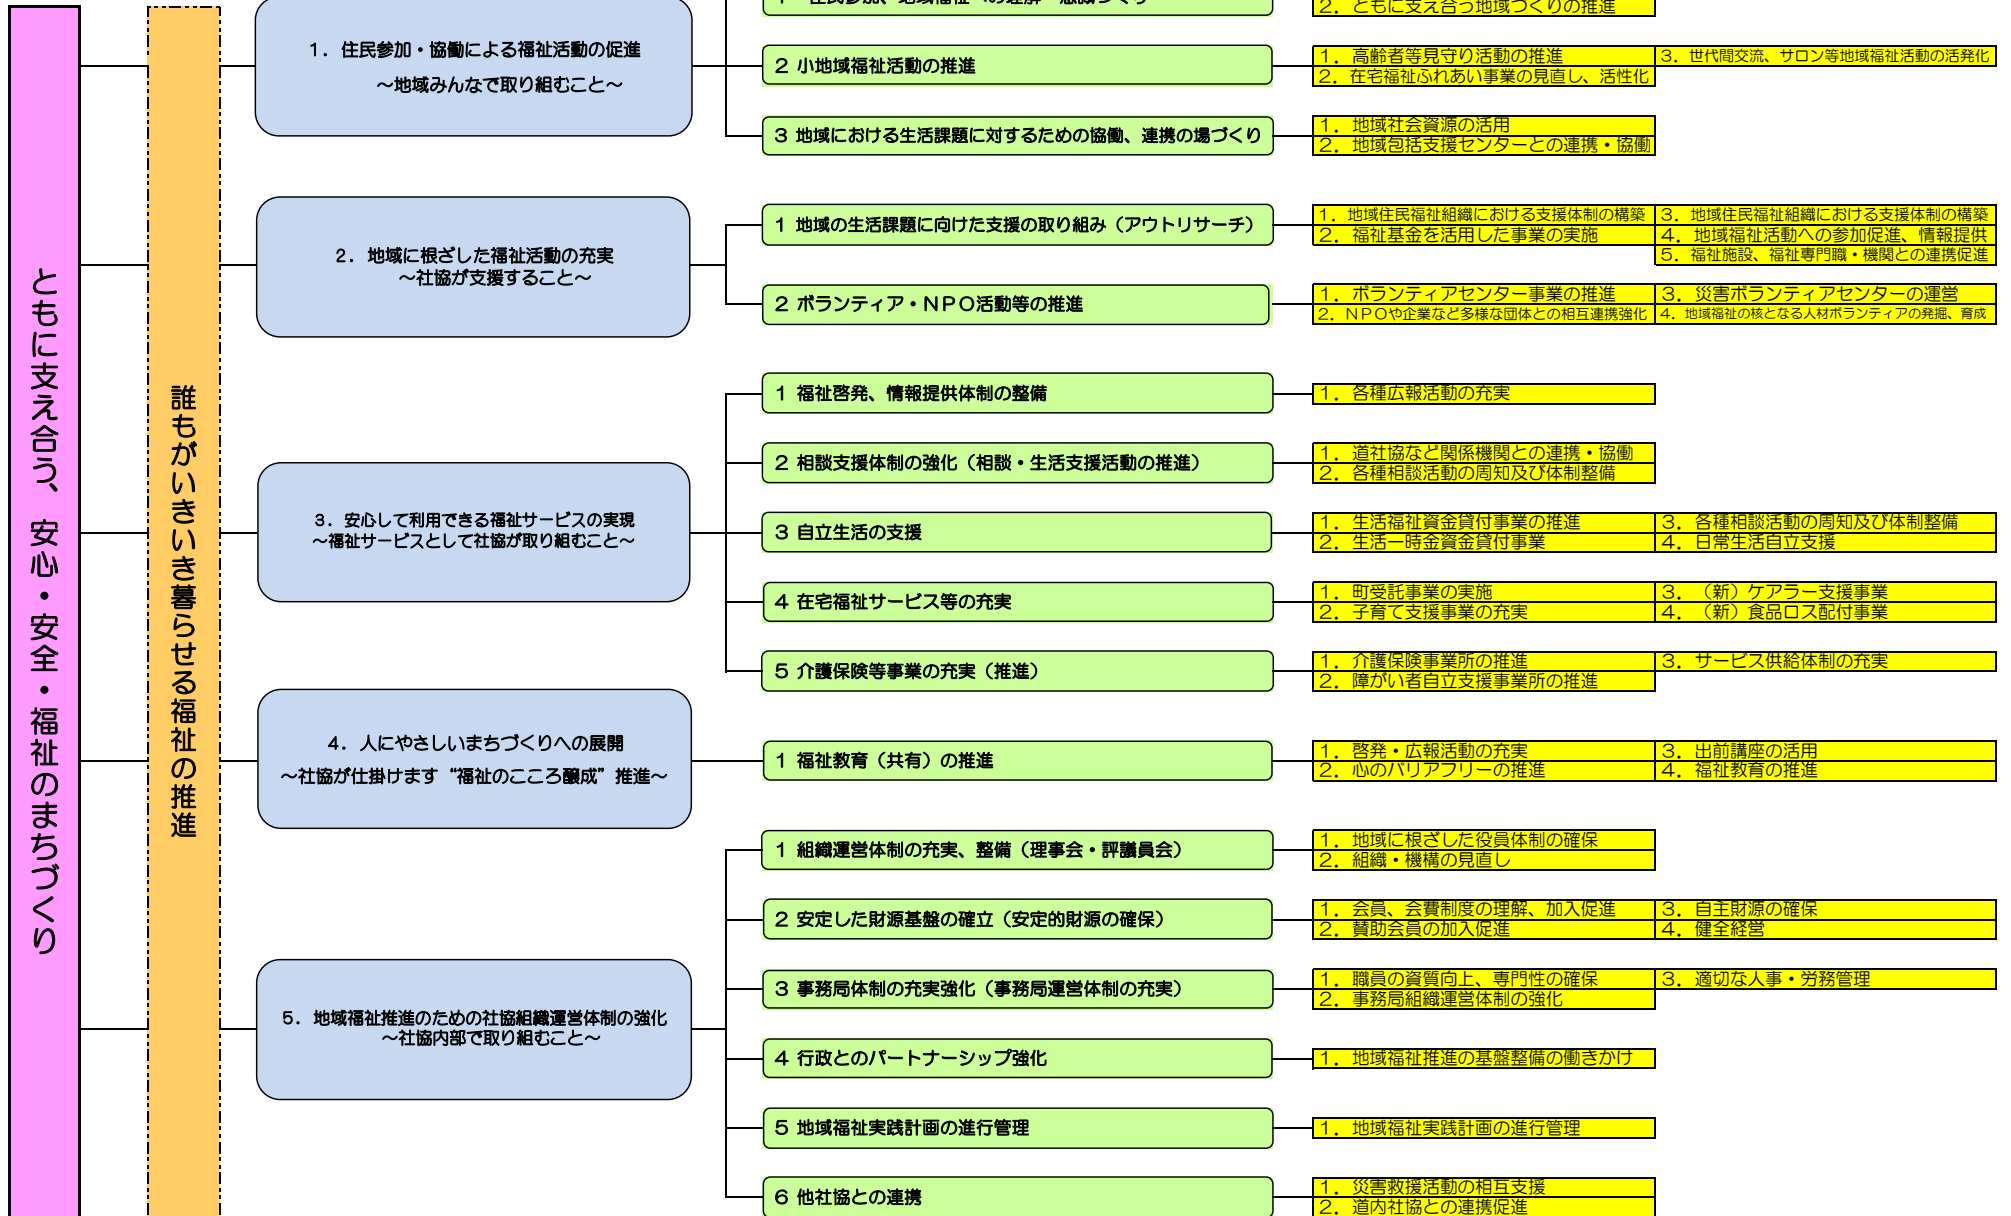 ともに支え合う、安心・安全・福祉のまちづくり
誰もがいきいき暮らせる福祉の推進
1．住民参加・協働による福祉活動の促進
～地域みんなで取り組むこと～
2．ともに支え合う地域づくりの推進
2 小地域福祉活動の推進
1．高齢者等見守り活動の推進
3．世代間交流、サロン等地域福祉活動の活発化
2．在宅福祉ふれあい事業の見直し、活性化
3 地域における生活課題に対するための協働、連携の場づくり
1．地域社会資源の活用
2．地域包括支援センターとの連携・協働
2．地域に根ざした福祉活動の充実
～社協が支援すること～
1 地域の生活課題に向けた支援の取り組み（アウトリサーチ）
1．地域住民福祉組織における支援体制の構築
3．地域住民福祉組織における支援体制の構築
2．福祉基金を活用した事業の実施
4．地域福祉活動への参加促進、情報提供
5．福祉施設、福祉専門職・機関との連携促進
2 ボランティア・ＮＰＯ活動等の推進
1．ボランティアセンター事業の推進
3．災害ボランティアセンターの運営
2．ＮＰＯや企業など多様な団体との相互連携強化
4．地域福祉の核となる人材ボランティアの発掘、育成
3．安心して利用できる福祉サービスの実現
～福祉サービスとして社協が取り組むこと～
1 福祉啓発、情報提供体制の整備
1．各種広報活動の充実
2 相談支援体制の強化（相談・生活支援活動の推進）
1．道社協など関係機関との連携・協働
2．各種相談活動の周知及び体制整備
3 自立生活の支援
1．生活福祉資金貸付事業の推進
3．各種相談活動の周知及び体制整備
2．生活一時金資金貸付事業
4．日常生活自立支援
4 在宅福祉サービス等の充実
1．町受託事業の実施
3．（新）ケアラー支援事業
2．子育て支援事業の充実
4．（新）食品ロス配付事業
5 介護保険等事業の充実（推進）
1．介護保険事業所の推進
3．サービス供給体制の充実
2．障がい者自立支援事業所の推進
4．人にやさしいまちづくりへの展開
～社協が仕掛けます“福祉のこころ醸成”推進～
1 福祉教育（共有）の推進
1．啓発・広報活動の充実
3．出前講座の活用
2．心のバリアフリーの推進
4．福祉教育の推進
5．地域福祉推進のための社協組織運営体制の強化
～社協内部で取り組むこと～
1 組織運営体制の充実、整備（理事会・評議員会）
1．地域に根ざした役員体制の確保
2．組織・機構の見直し
2 安定した財源基盤の確立（安定的財源の確保）
1．会員、会費制度の理解、加入促進
3．自主財源の確保
2．賛助会員の加入促進
4．健全経営
3 事務局体制の充実強化（事務局運営体制の充実）
1．職員の資質向上、専門性の確保
3．適切な人事・労務管理
2．事務局組織運営体制の強化
4 行政とのパートナーシップ強化
1．地域福祉推進の基盤整備の働きかけ
5 地域福祉実践計画の進行管理
1．地域福祉実践計画の進行管理
6 他社協との連携
1．災害救援活動の相互支援
2．道内社協との連携促進